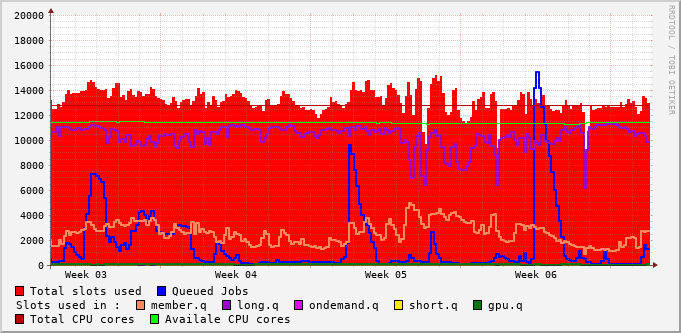 20000
18000
16000
14000
12000
10000
8000
6000
4000
2000
0
Week 03 Week 04 Week 05 Week 06
RRDTOOL / TOBI OETIKER
Total slots used Queued Jobs
Slots used in : member.q long.q ondemand.q short.q gpu.q
Total CPU cores Availale CPU cores